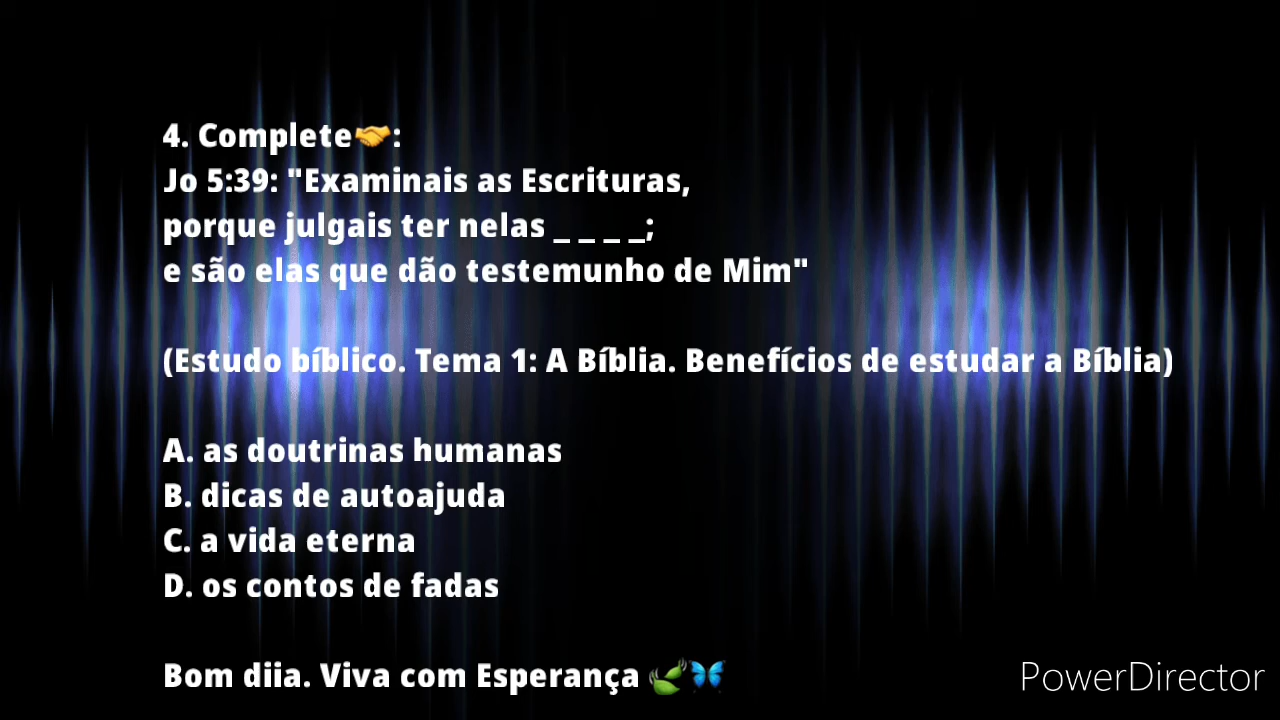 4. Complete🤝:
Jo 5:39: "Examinais as Escrituras,
porque julgais ter nelas _ _ _ _;
e são elas que dão testemunho de Mim"
(Estudo bíblico. Tema 1: A Bíblia. Benefícios de estudar a Bíblia)
A. as doutrinas humanas
B. dicas de autoajuda
C. a vida eterna
D. os contos de fadas
Bom diia. Viva com Esperança 🍃🦋
PowerDirector